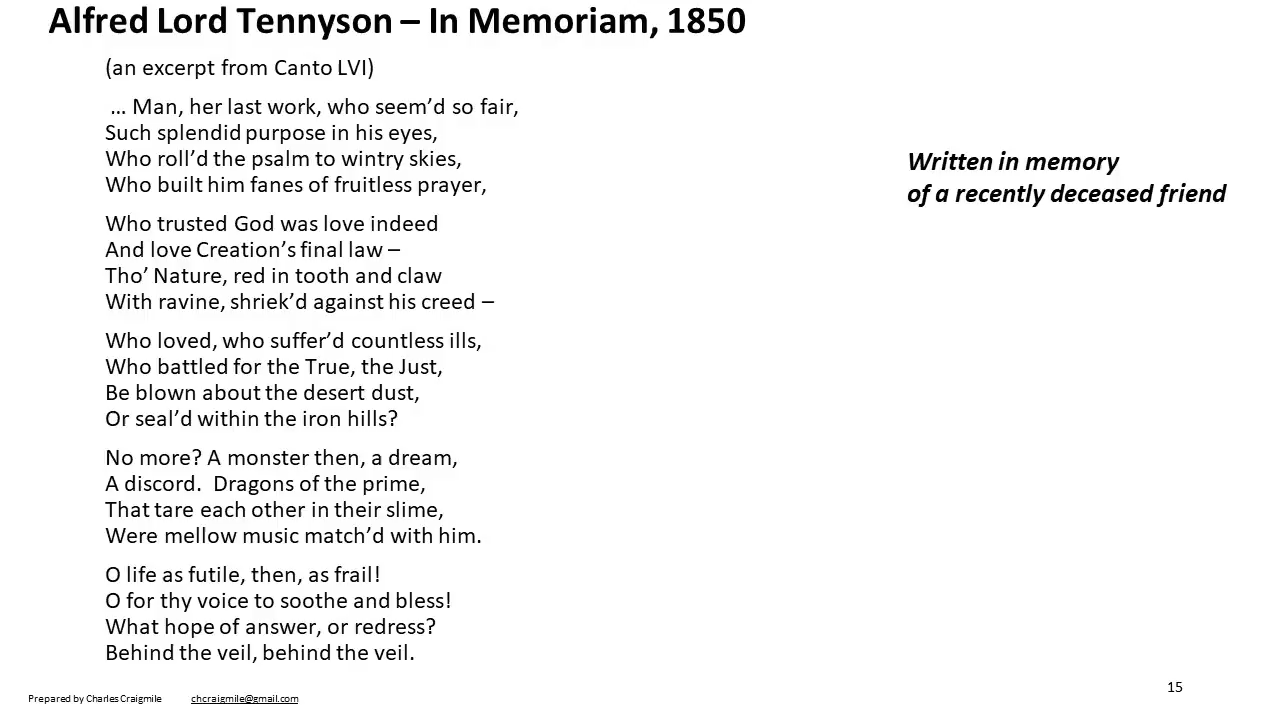 Alfred Lord Tennyson – In Memoriam, 1850
(an excerpt from Canto LVI)
… Man, her last work, who seem’d so fair,
Such splendid purpose in his eyes,
Who roll’d the psalm to wintry skies,
Who built him fanes of fruitless prayer,
Who trusted God was love indeed
And love Creation’s final law –
Tho’ Nature, red in tooth and claw
With ravine, shriek’d against his creed –
Who loved, who suffer’d countless ills,
Who battled for the True, the Just,
Be blown about the desert dust,
Or seal’d within the iron hills?
No more? A monster then, a dream,
A discord.  Dragons of the prime,
That tare each other in their slime,
Were mellow music match’d with him.
O life as futile, then, as frail!
O for thy voice to soothe and bless!
What hope of answer, or redress?
Behind the veil, behind the veil.
Written in memory
of a recently deceased friend
Prepared by Charles Craigmile chcraigmile@gmail.com
15